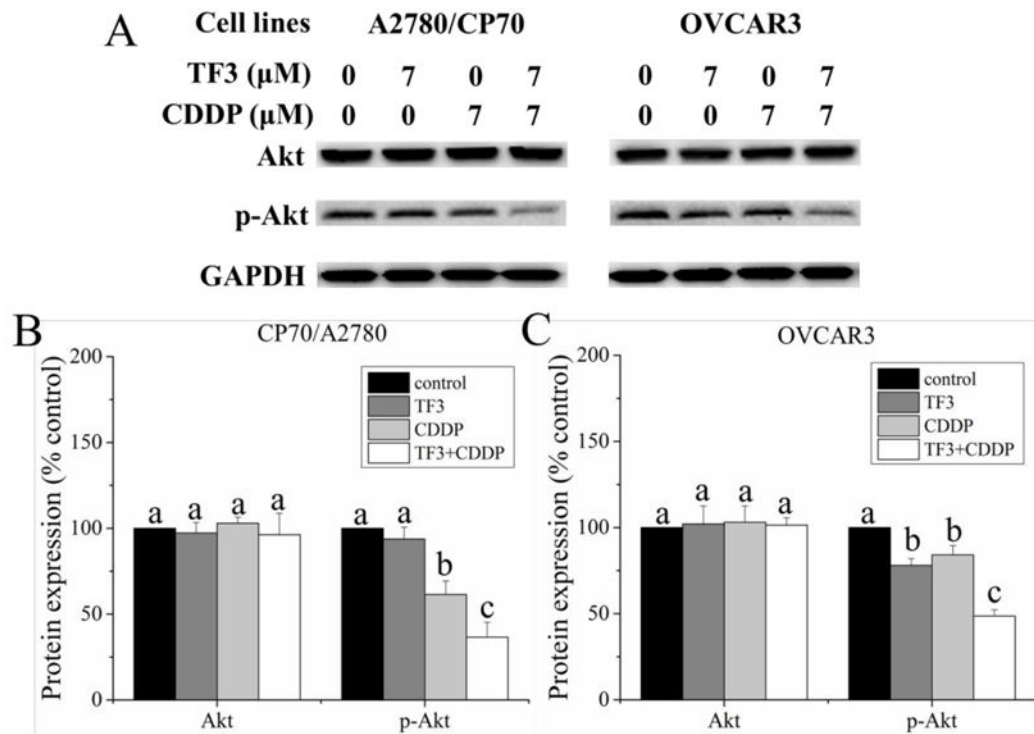 A
Cell lines A2780/CP70 OVCAR3
TF3 (µM) 0 7 0 7 0 7 0 7
CDDP (µM) 0 0 7 7 0 0 7 7
Akt
p-Akt
GAPDH
B
CP70/A2780
Protein expression (% control)
200
150
100
50
0
control
TF3
CDDP
TF3+CDDP
a a a a a a b c
Akt p-Akt
C
OVCAR3
Protein expression (% control)
200
150
100
50
0
control
TF3
CDDP
TF3+CDDP
a a a a a b b c
Akt p-Akt